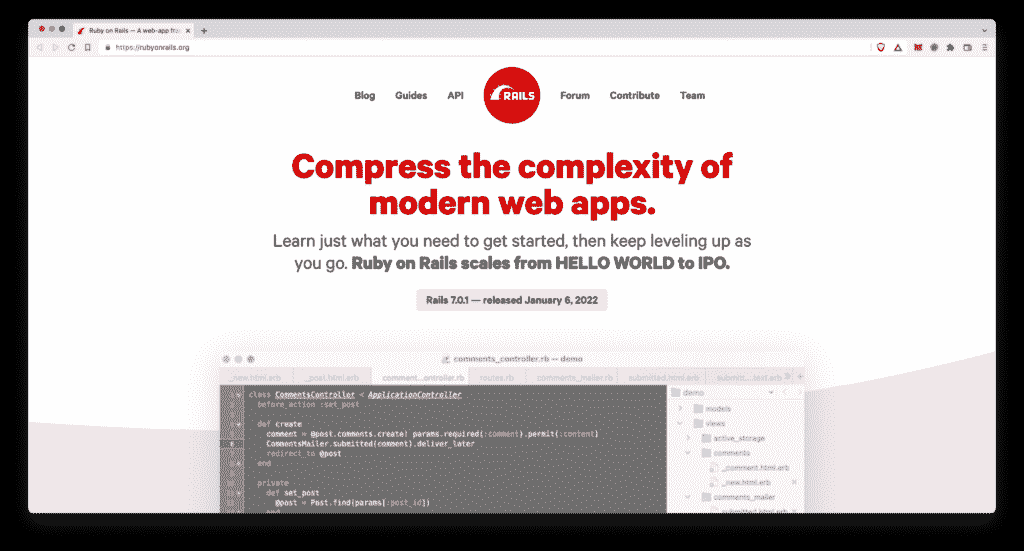 Ruby on Rails — A web-app fra
https://rubyonrails.org
Blog Guides API RAILS Forum Contribute Team
Compress the complexity of
modern web apps.
Learn just what you need to get started, then keep leveling up as
you go. Ruby on Rails scales from HELLO WORLD to IPO.
Rails 7.0.1 — released January 6, 2022
comments_controller.rb — demo
_new.html.erb _post.html.erb comment...ontroller.rb routes.rb comments_mailer.rb submitted.html.erb submit...text.erb
class CommentsController < ApplicationController
before_action :set_post
def create
comment = @post.comments.create! params.required(:comment).permit(:content)
CommentsMailer.submitted(comment).deliver_later
redirect_to @post
end
private
def set_post
@post = Post.find(params[:post_id])
demo
models
views
active_storage
comments
_comment.html.erb
_new.html.erb
comments_mailer
submitted.html.erb